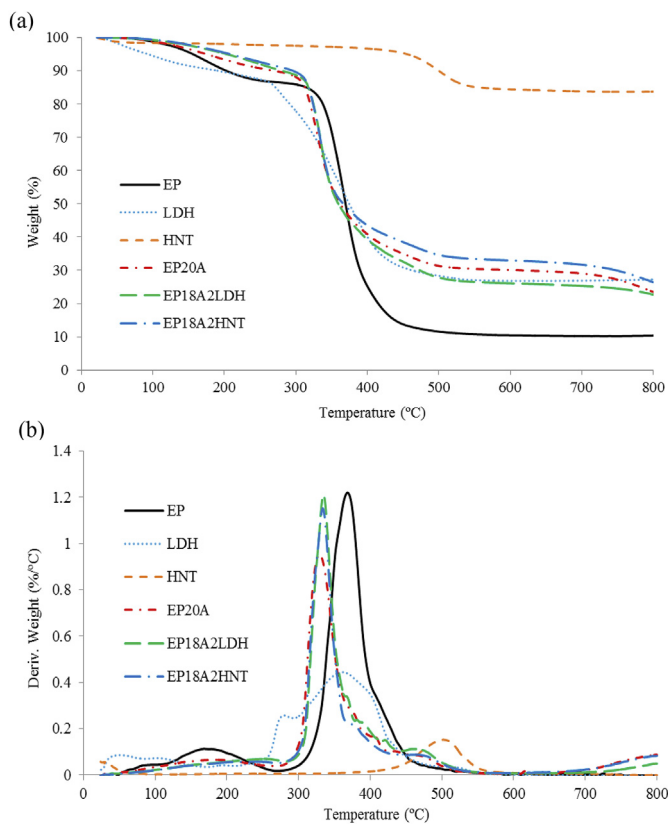 (a)
100
90
80
70
60
50
40
30
20
10
0
Weight (%)
EP
LDH
HNT
EP20A
EP18A2LDH
EP18A2HNT
0 100 200 300 400 500 600 700 800
Temperature (ºC)
(b)
1.4
1.2
1
0.8
0.6
0.4
0.2
0
Deriv. Weight (%/°C)
EP
LDH
HNT
EP20A
EP18A2LDH
EP18A2HNT
0 100 200 300 400 500 600 700 800
Temperature (ºC)